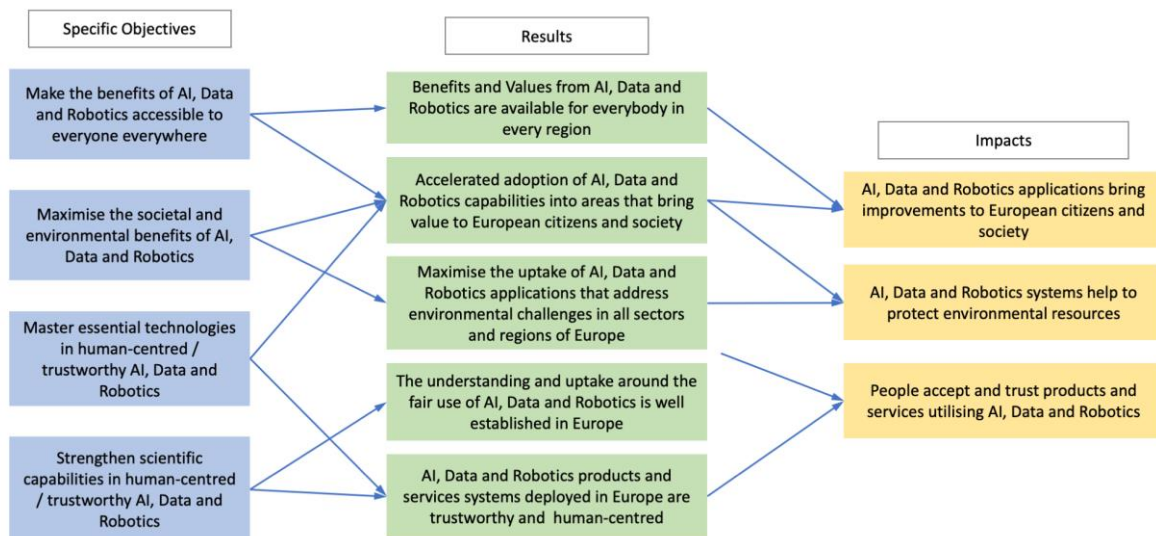 Specific Objectives
Make the benefits of AI, Data
and Robotics accessible to
everyone everywhere
Maximise the societal and
environmental benefits of AI,
Data and Robotics
Master essential technologies
in human-centred /
trustworthy AI, Data and
Robotics
Strengthen scientific
capabilities in human-centred
/ trustworthy AI, Data and
Robotics
Results
Benefits and Values from AI, Data and
Robotics are available for everybody in
every region
Accelerated adoption of AI, Data and
Robotics capabilities into areas that bring
value to European citizens and society
Maximise the uptake of AI, Data and
Robotics applications that address
environmental challenges in all sectors
and regions of Europe
The understanding and uptake around the
fair use of AI, Data and Robotics is well
established in Europe
AI, Data and Robotics products and
services systems deployed in Europe are
trustworthy and human-centred
Impacts
AI, Data and Robotics applications bring
improvements to European citizens and
society
AI, Data and Robotics systems help to
protect environmental resources
People accept and trust products and
services utilising AI, Data and Robotics